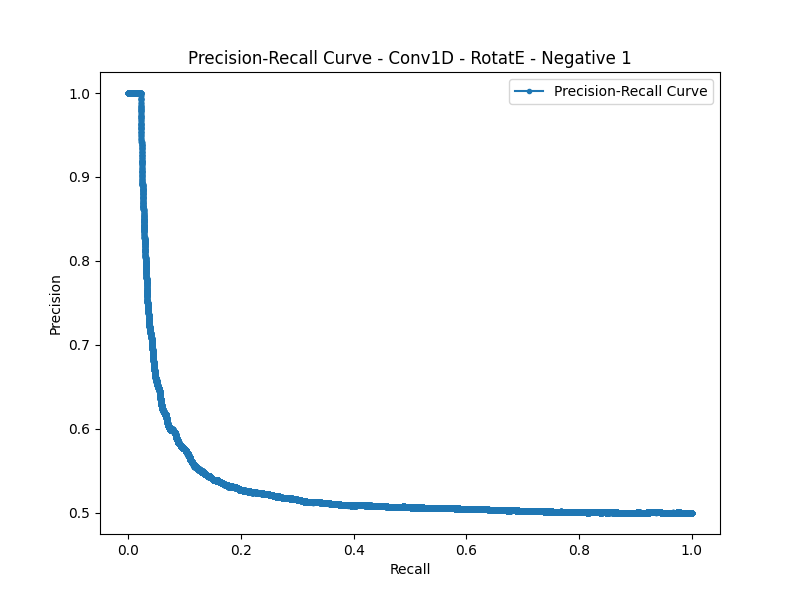 Precision-Recall Curve - Conv1D - RotatE - Negative 1
Precision-Recall Curve
1.0
0.9
0.8
0.7
0.6
0.5
Precision
0.0 0.2 0.4 0.6 0.8 1.0
Recall